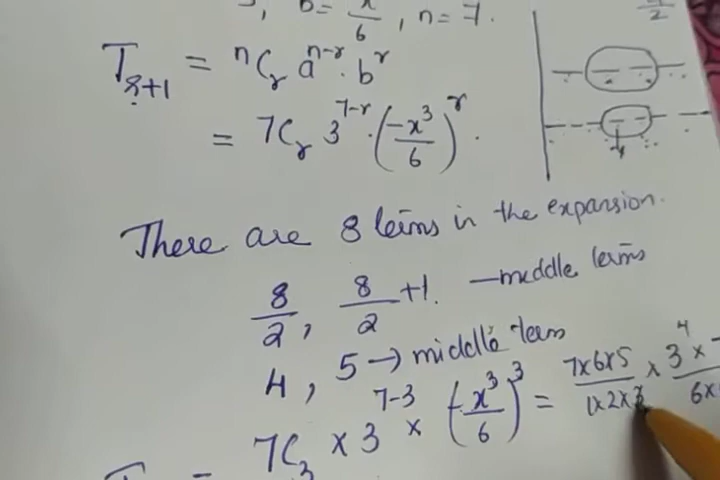 b = x/6, n = 7.
T_{r+1} = ⁿC_r a^{n-r} · b^r
= 7C_r 3^{7-r} · (-x³/6)^r .
There are 8 terms in the expansion.
8/2, 8/2 + 1. — middle terms
4, 5 → middle term
7C_3 × 3^{7-3} × (-x³/6)³ = 7×6×5/1×2×3 × 3⁴ × -